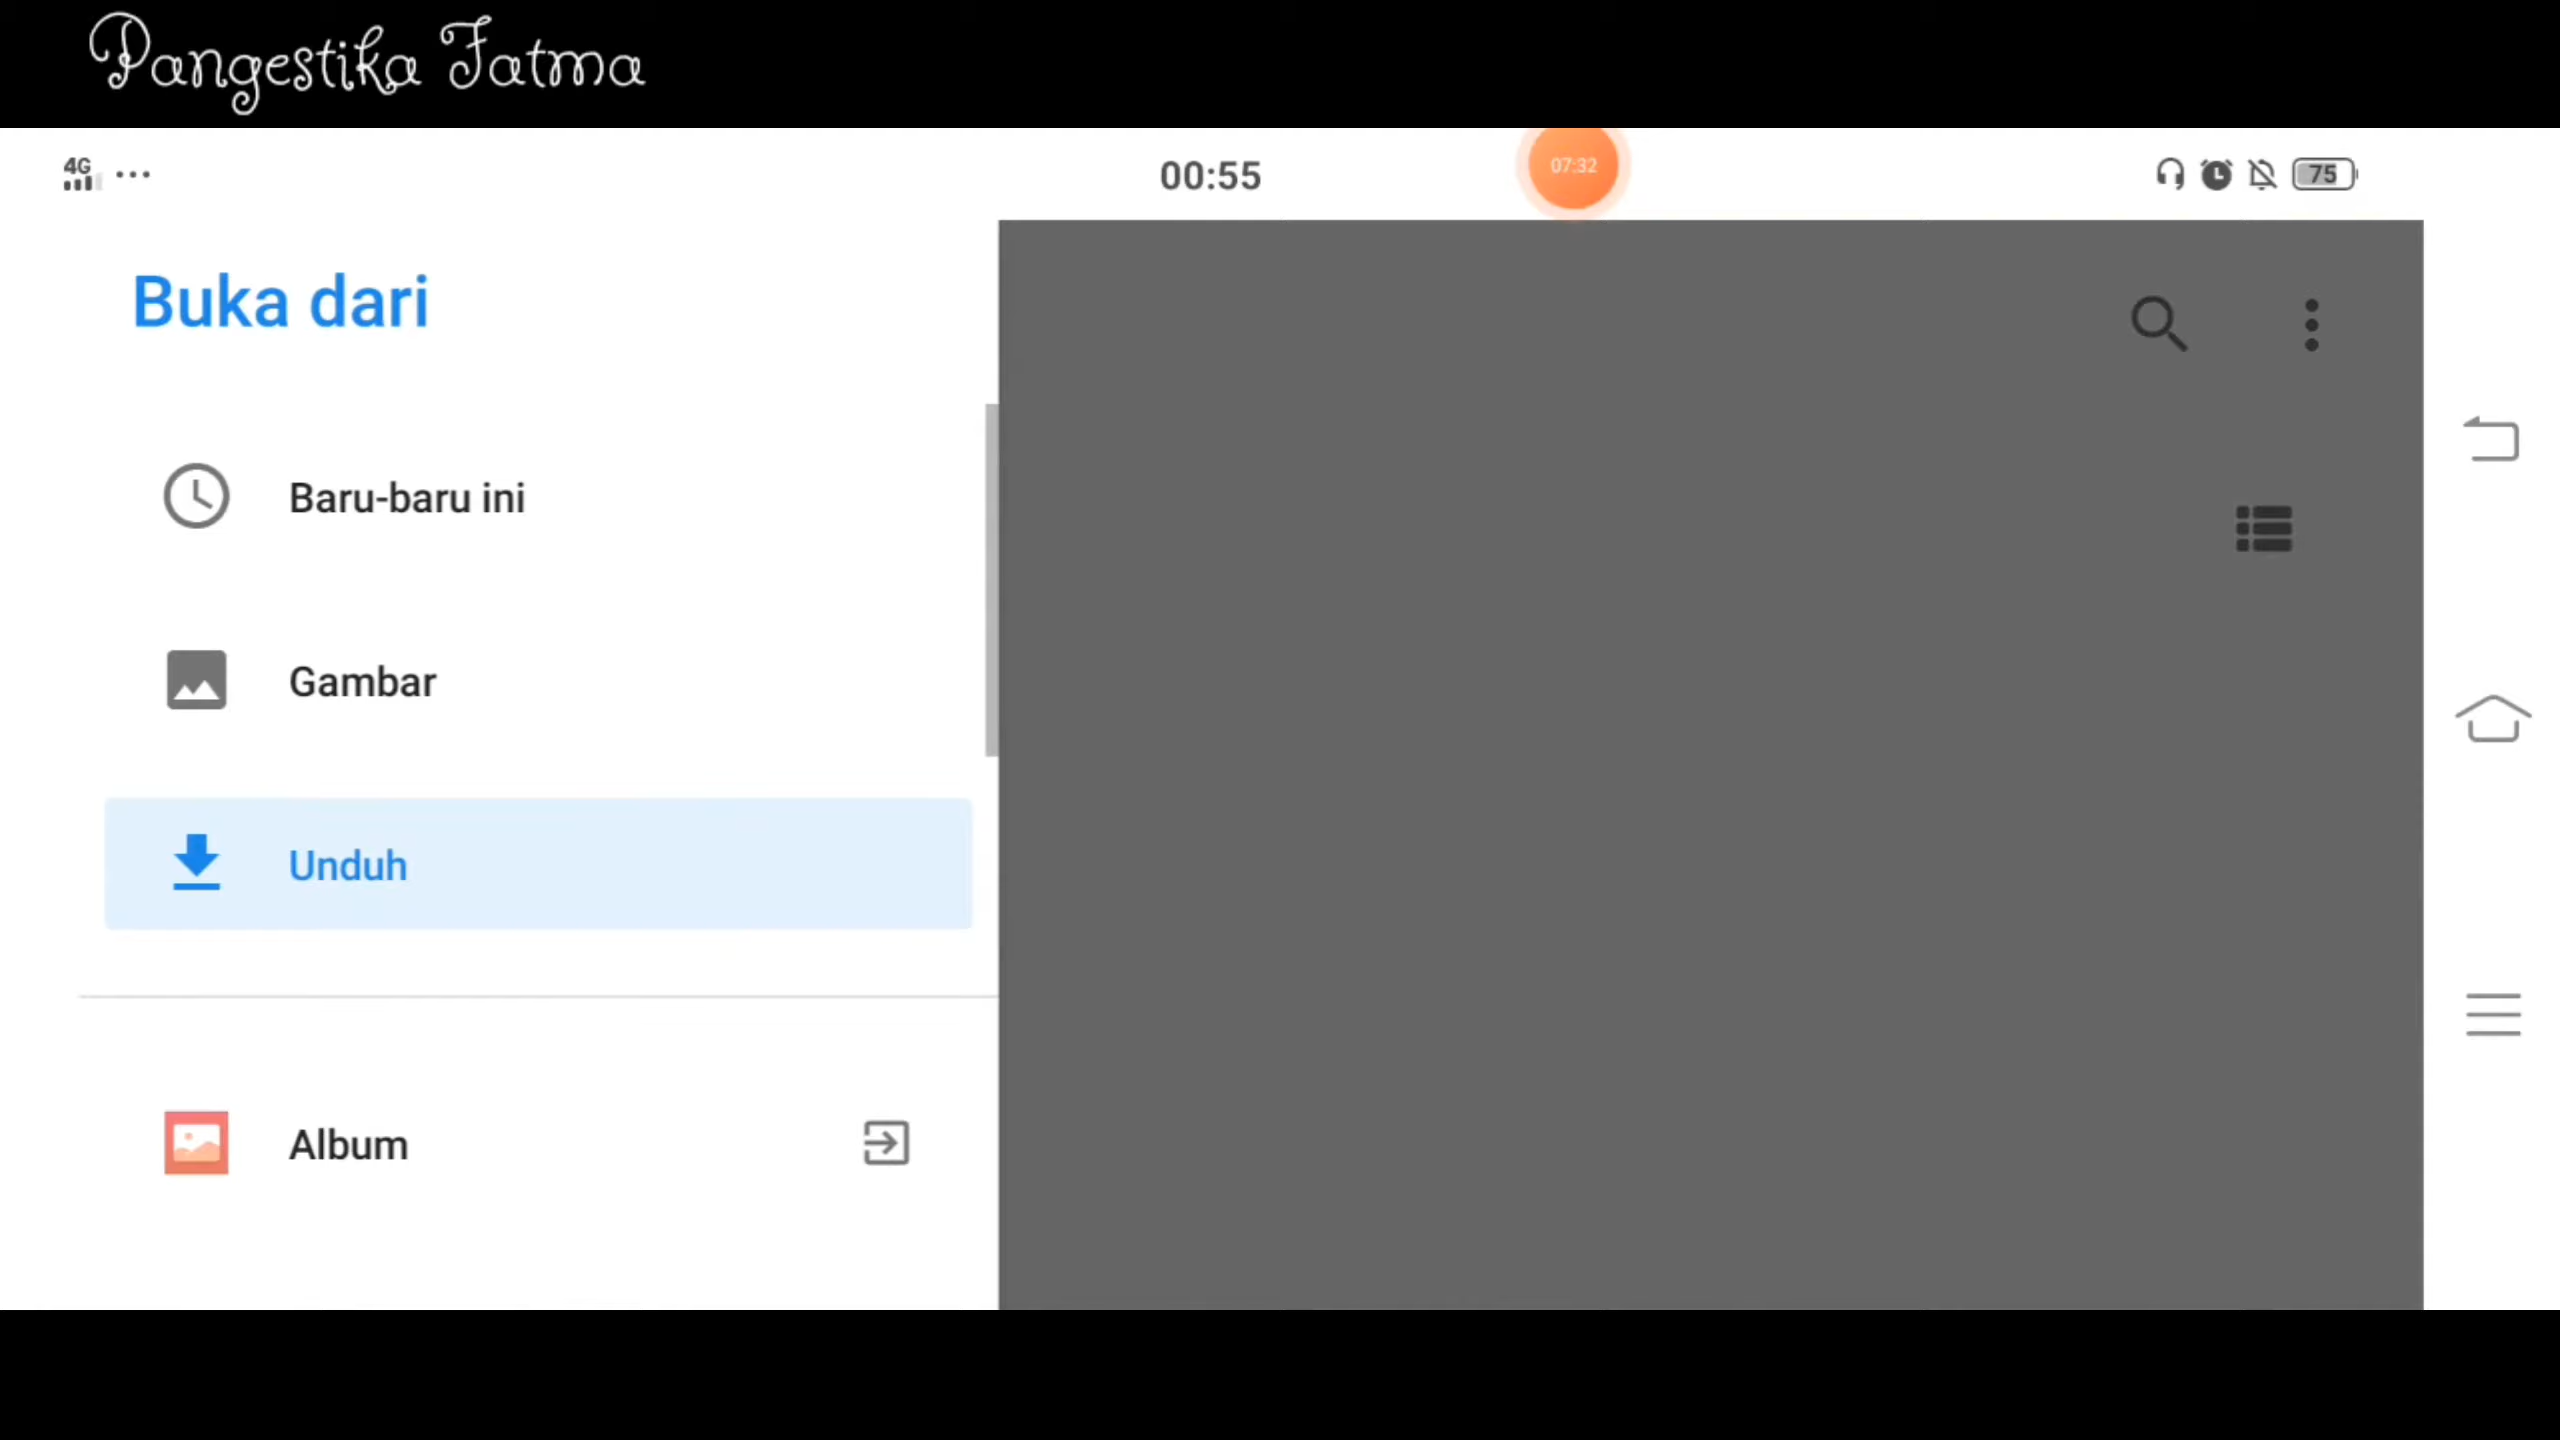 Pangestika Fatma
4G
00:55
07:32
75
Buka dari
Baru-baru ini
Gambar
Unduh
Album